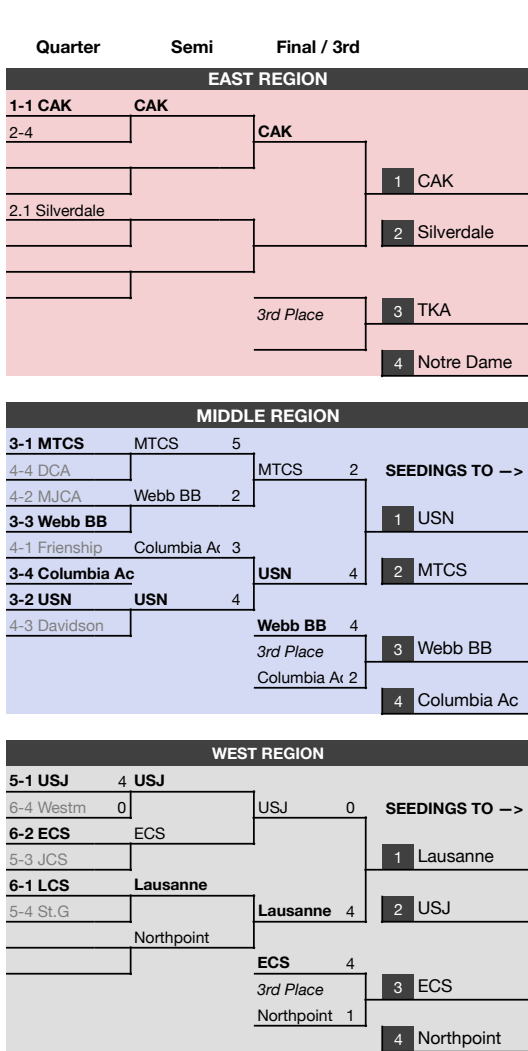 Quarter Semi Final / 3rd
EAST REGION
1-1 CAK CAK
2-4 CAK
1 CAK
2.1 Silverdale
2 Silverdale
3rd Place 3 TKA
4 Notre Dame
MIDDLE REGION
3-1 MTCS MTCS 5
4-4 DCA MTCS 2 SEEDINGS TO —>
4-2 MJCA Webb BB 2
3-3 Webb BB 1 USN
4-1 Frienship Columbia Ac 3
3-4 Columbia Ac USN 4 2 MTCS
3-2 USN USN 4
4-3 Davidson Webb BB 4
3rd Place 3 Webb BB
Columbia Ac 2
4 Columbia Ac
WEST REGION
5-1 USJ 4 USJ
6-4 Westm 0 USJ 0 SEEDINGS TO —>
6-2 ECS ECS
5-3 JCS 1 Lausanne
6-1 LCS Lausanne
5-4 St.G Lausanne 4 2 USJ
Northpoint
ECS 4
3rd Place 3 ECS
Northpoint 1
4 Northpoint